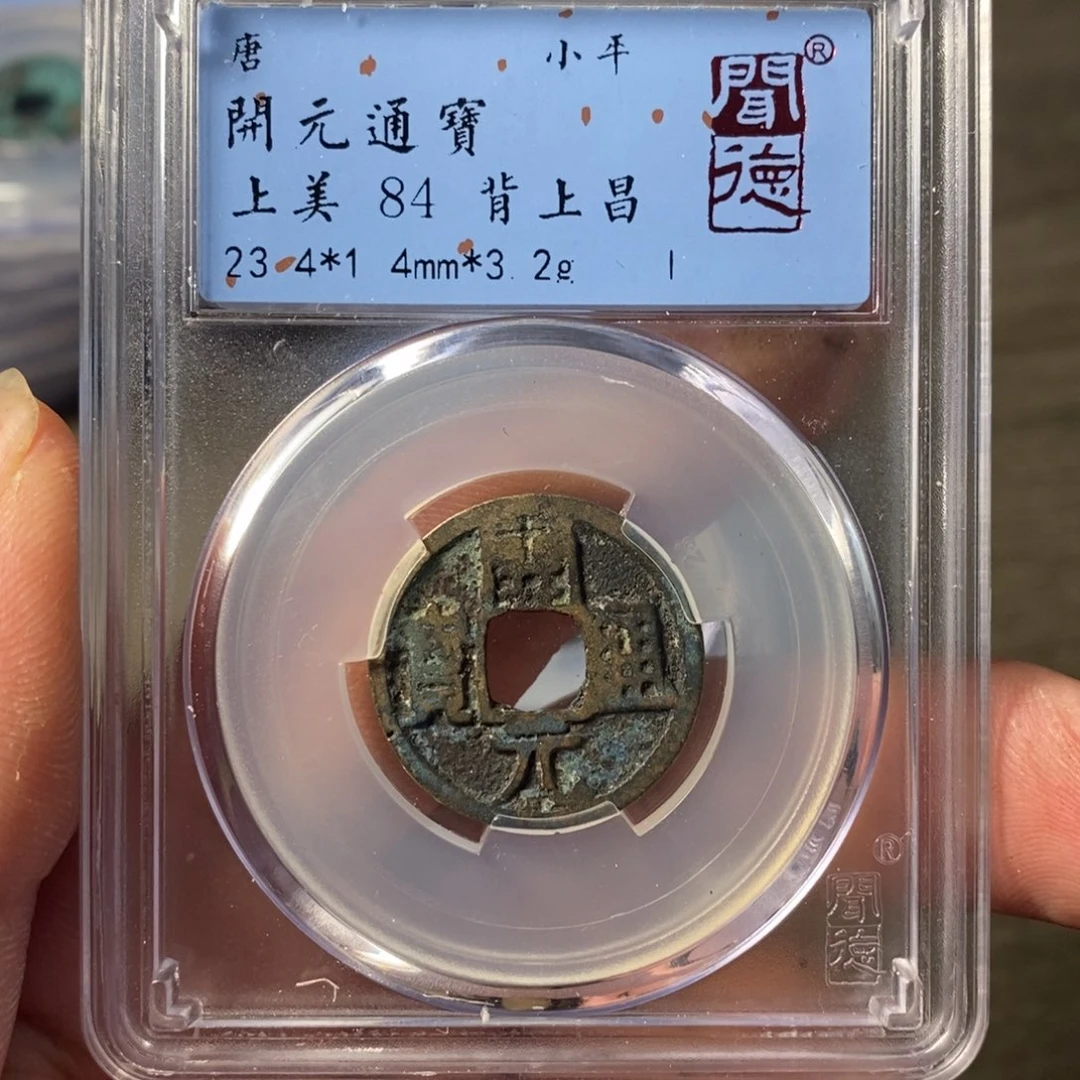 唐 小平
開元通寶
上美 84 背上昌
23.4*1.4mm*3.2g
聞德
®
開元通寶
®
聞德